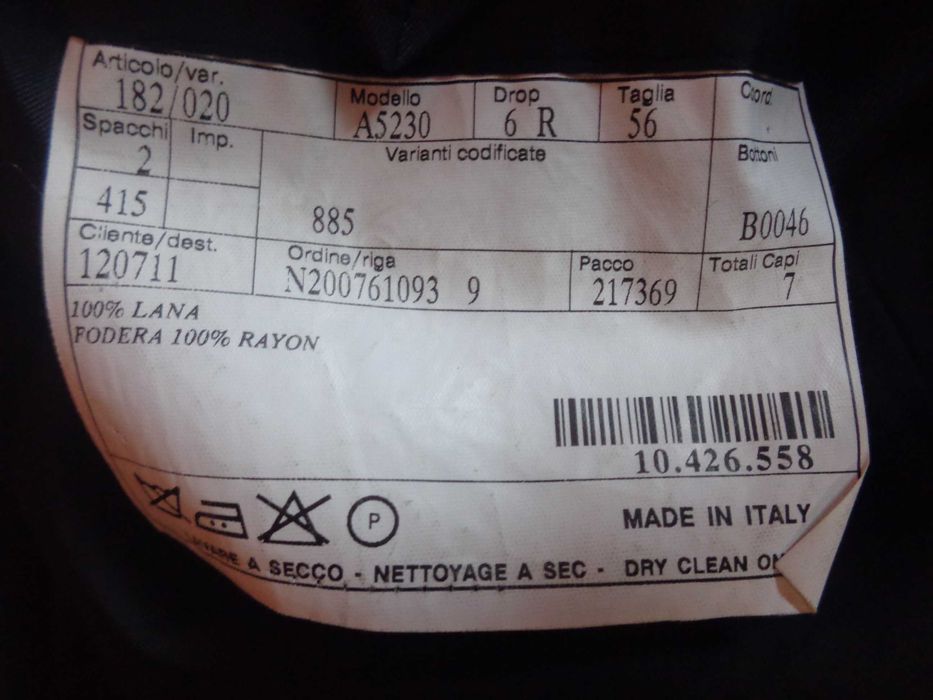 Articolo/var. Modello Drop Taglia Coord.
182/020 A5230 6 R 56
Spacchi Imp. Varianti codificate Bottoni
2
415 885 B0046
Cliente/dest. Ordine/riga Pacco Totali Capi
120711 N200761093 9 217369 7
100% LANA
FODERA 100% RAYON
10.426.558
P
MADE IN ITALY
A SECCO - NETTOYAGE A SEC - DRY CLEAN